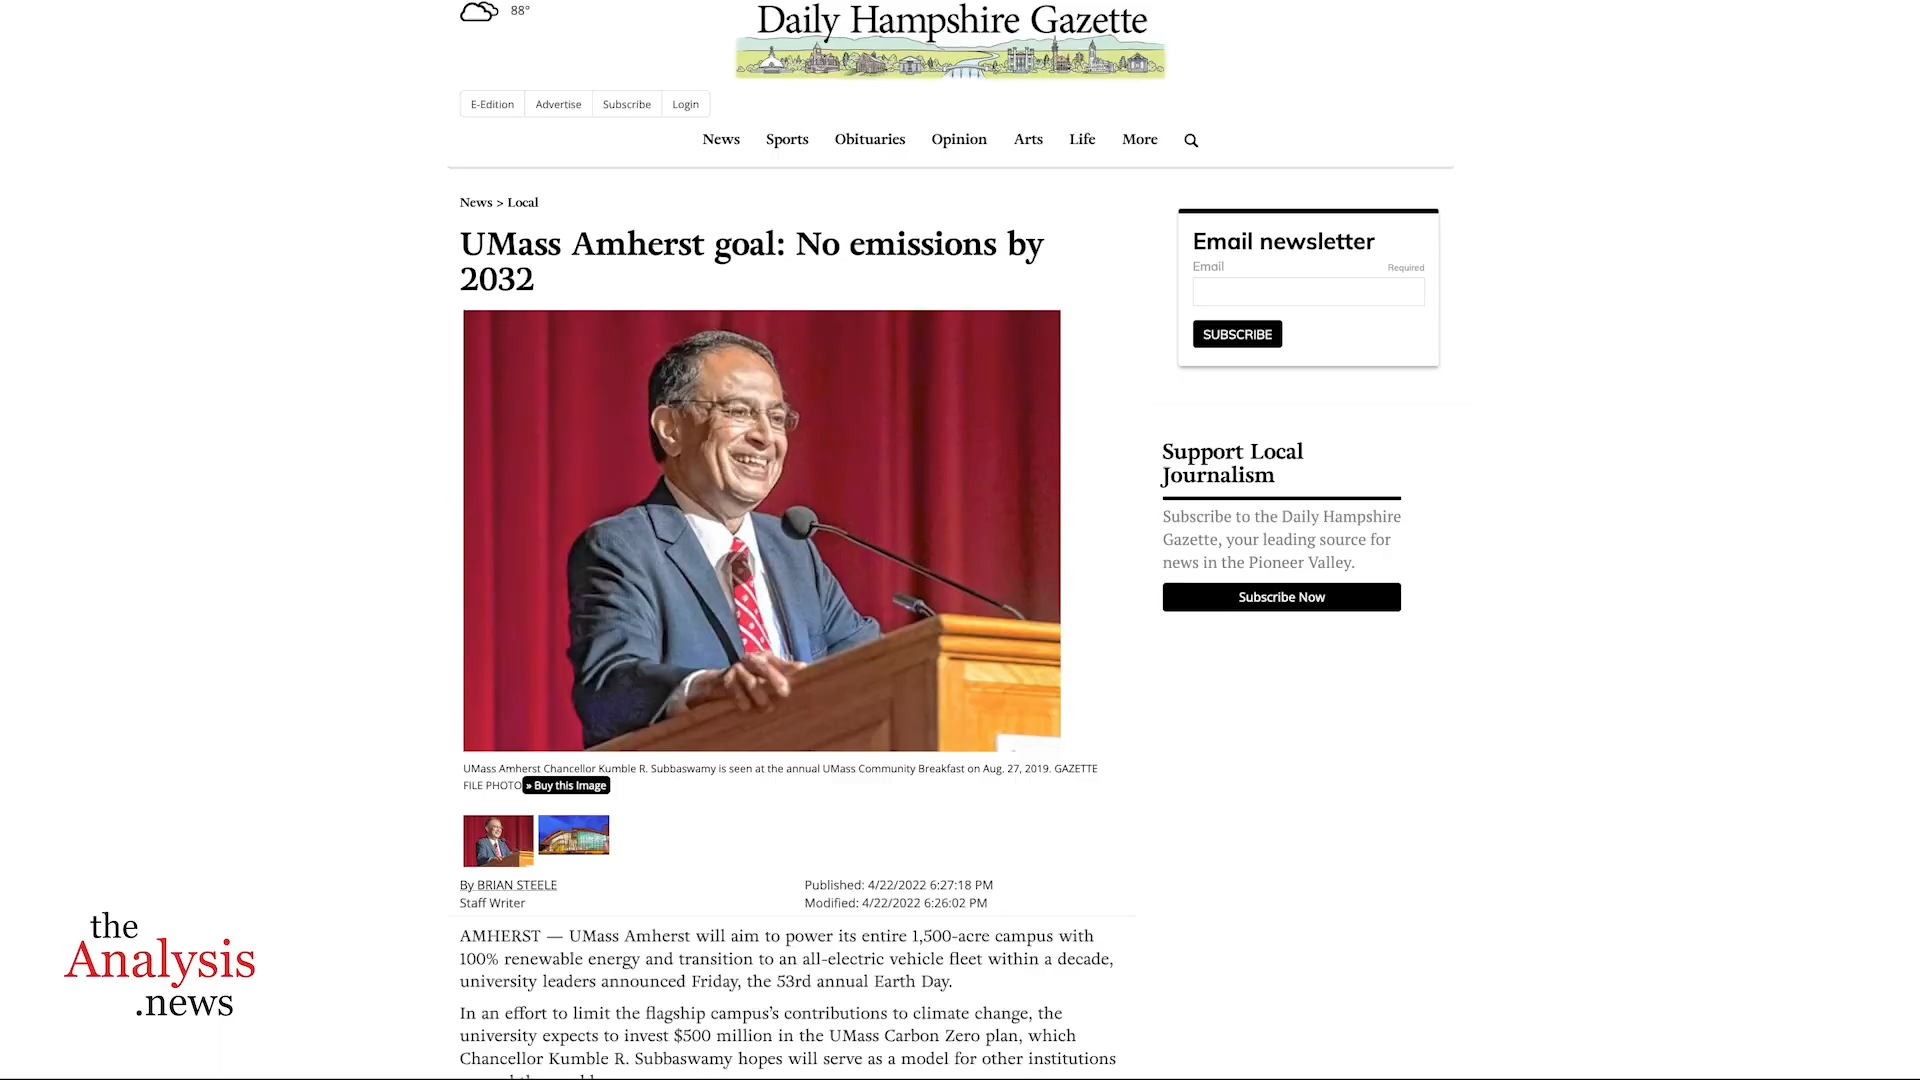 88°
Daily Hampshire Gazette
E-Edition Advertise Subscribe Login
News Sports Obituaries Opinion Arts Life More
News > Local
UMass Amherst goal: No emissions by
2032
UMass Amherst Chancellor Kumble R. Subbaswamy is seen at the annual UMass Community Breakfast on Aug. 27, 2019. GAZETTE
FILE PHOTO » Buy this Image
By BRIAN STEELE
Staff Writer
Published: 4/22/2022 6:27:18 PM
Modified: 4/22/2022 6:26:02 PM
AMHERST — UMass Amherst will aim to power its entire 1,500-acre campus with
100% renewable energy and transition to an all-electric vehicle fleet within a decade,
university leaders announced Friday, the 53rd annual Earth Day.
In an effort to limit the flagship campus’s contributions to climate change, the
university expects to invest $500 million in the UMass Carbon Zero plan, which
Chancellor Kumble R. Subbaswamy hopes will serve as a model for other institutions
Email newsletter
Email Required
SUBSCRIBE
Support Local
Journalism
Subscribe to the Daily Hampshire
Gazette, your leading source for
news in the Pioneer Valley.
Subscribe Now
the
Analysis
.news